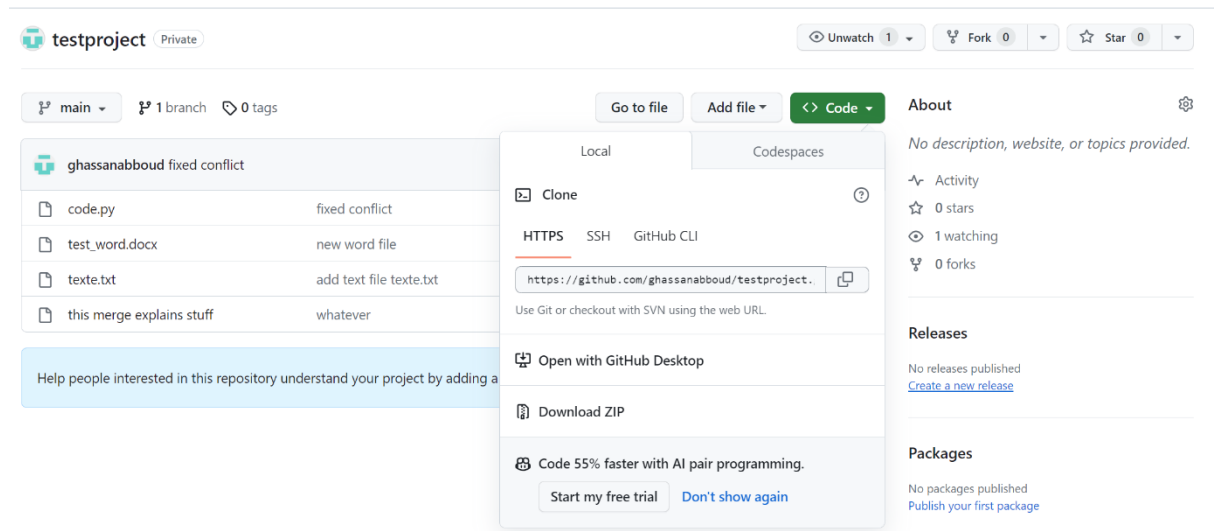 testproject Private
Unwatch 1
Fork 0
Star 0
main
1 branch
0 tags
Go to file
Add file
<> Code
ghassanabboud fixed conflict
code.py fixed conflict
test_word.docx new word file
texte.txt add text file texte.txt
this merge explains stuff whatever
Help people interested in this repository understand your project by adding a
Local
Codespaces
Clone
HTTPS SSH GitHub CLI
https://github.com/ghassanabboud/testproject.
Use Git or checkout with SVN using the web URL.
Open with GitHub Desktop
Download ZIP
Code 55% faster with AI pair programming.
Start my free trial Don't show again
About
No description, website, or topics provided.
Activity
0 stars
1 watching
0 forks
Releases
No releases published
Create a new release
Packages
No packages published
Publish your first package